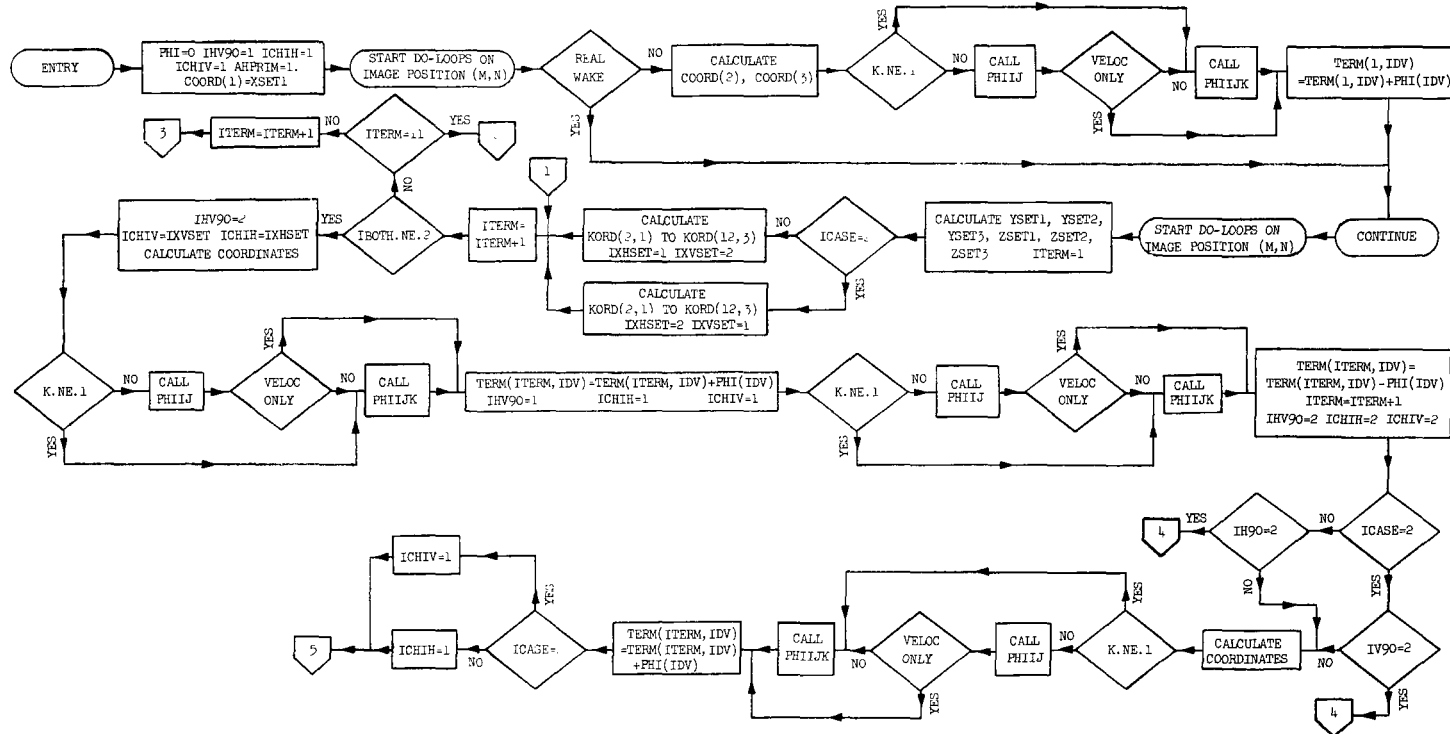 ENTRY
PHI=0 IHV90=1 ICHIH=1
ICHIV=1 AHPRIM=1.
COORD(1)=XSET1
START DO-LOOPS ON
IMAGE POSITION (M,N)
REAL
WAKE
NO
YES
CALCULATE
COORD(2), COORD(3)
K.NE.1
YES
NO
CALL
PHIIJ
VELOC
ONLY
NO
YES
CALL
PHIIJK
TERM(1,IDV)
=TERM(1,IDV)+PHI(IDV)
CONTINUE
START DO-LOOPS ON
IMAGE POSITION (M,N)
CALCULATE YSET1, YSET2,
YSET3, ZSET1, ZSET2,
ZSET3 ITERM=1
ICASE=
NO
YES
CALCULATE
KORD(2,1) TO KORD(12,3)
IXHSET=1 IXVSET=2
CALCULATE
KORD(2,1) TO KORD(12,3)
IXHSET=2 IXVSET=1
1
ITERM=
ITERM+1
IBOTH.NE.2
NO
YES
ITERM=11
YES
NO
ITERM=ITERM+1
3
IHV90=2
ICHIV=IXVSET ICHIH=IXHSET
CALCULATE COORDINATES
K.NE.1
NO
YES
CALL
PHIIJ
VELOC
ONLY
YES
NO
CALL
PHIIJK
TERM(ITERM,IDV)=TERM(ITERM,IDV)+PHI(IDV)
IHV90=1 ICHIH=1 ICHIV=1
K.NE.1
NO
YES
CALL
PHIIJ
VELOC
ONLY
YES
NO
CALL
PHIIJK
TERM(ITERM,IDV)=
TERM(ITERM,IDV)-PHI(IDV)
ITERM=ITERM+1
IHV90=2 ICHIH=2 ICHIV=2
ICASE=2
NO
YES
IH90=2
YES
NO
4
IV90=2
NO
YES
4
CALCULATE
COORDINATES
K.NE.1
YES
NO
CALL
PHIIJ
VELOC
ONLY
NO
YES
CALL
PHIIJK
TERM(ITERM,IDV)
=TERM(ITERM,IDV)
+PHI(IDV)
ICASE=
YES
NO
ICHIV=1
ICHIH=1
5